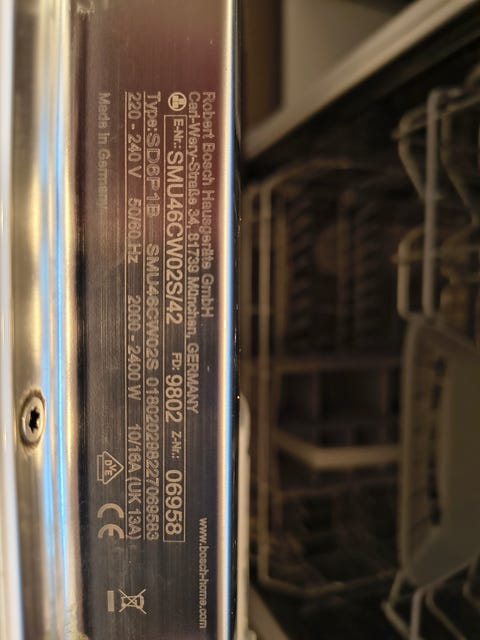 Robert Bosch Hausgeräte GmbH
Carl-Wery-Straße 34, 81739 München, GERMANY
www.bosch-home.com
E-Nr.: SMU46CW02S/42 FD: 9802 Z-Nr.: 06958
Type: SD6P1B SMU46CW02S 018020298227069583
220 - 240 V 50/60 Hz 2000 - 2400 W 10/16A (UK 13A)
Made in Germany